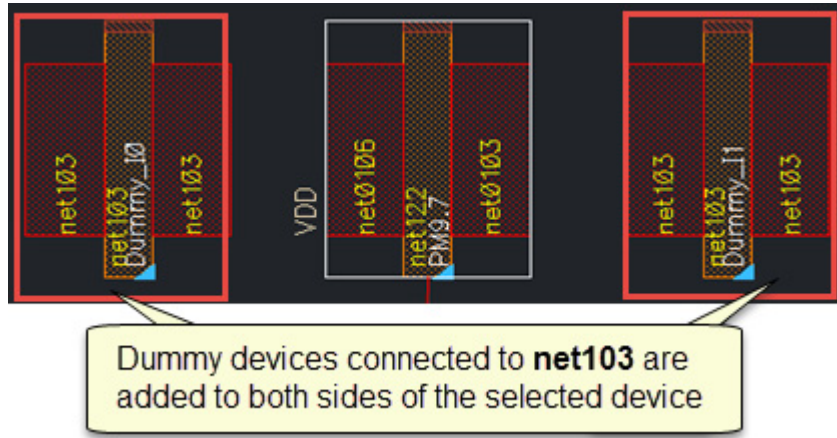 net103
net103
Dummy_I0
net103
VDD
net0106
net122
PM9.7
net0103
net103
net103
Dummy_I1
net103
Dummy devices connected to net103 are
added to both sides of the selected device